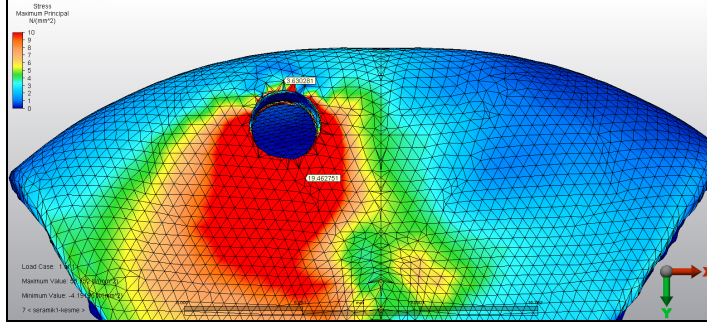 Stress
Maximum Principal
N/(mm^2)
10
9
8
7
6
5
4
3
2
1
0
3.630281
19.462751
Load Case: 1
Maximum Value:
Minimum Value:
7 < seramik1-kesme >
X
Y